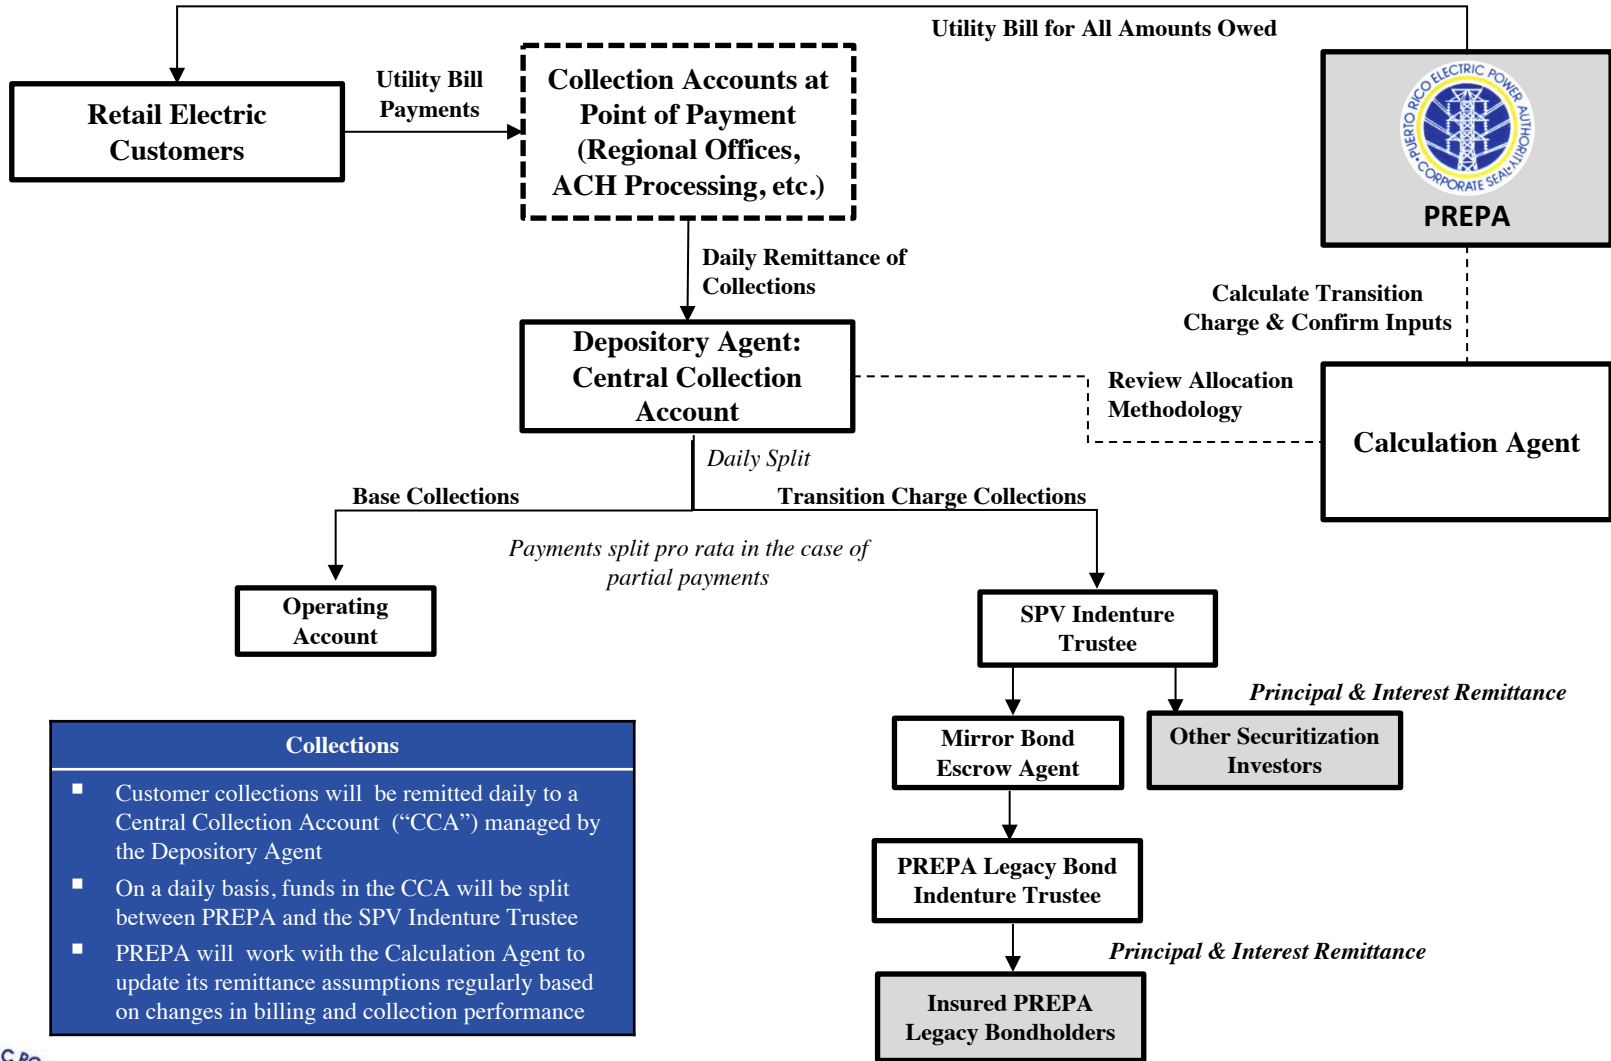 Utility Bill for All Amounts Owed
Retail Electric
Customers
Utility Bill
Payments
Collection Accounts at
Point of Payment
(Regional Offices,
ACH Processing, etc.)
PUERTO RICO ELECTRIC POWER AUTHORITY
CORPORATE SEAL
PREPA
Daily Remittance of
Collections
Calculate Transition
Charge & Confirm Inputs
Depository Agent:
Central Collection
Account
Review Allocation
Methodology
Calculation Agent
Daily Split
Base Collections
Transition Charge Collections
Payments split pro rata in the case of
partial payments
Operating
Account
SPV Indenture
Trustee
Principal & Interest Remittance
Mirror Bond
Escrow Agent
Other Securitization
Investors
PREPA Legacy Bond
Indenture Trustee
Principal & Interest Remittance
Insured PREPA
Legacy Bondholders
Collections
▪ Customer collections will be remitted daily to a
Central Collection Account (“CCA”) managed by
the Depository Agent
▪ On a daily basis, funds in the CCA will be split
between PREPA and the SPV Indenture Trustee
▪ PREPA will work with the Calculation Agent to
update its remittance assumptions regularly based
on changes in billing and collection performance